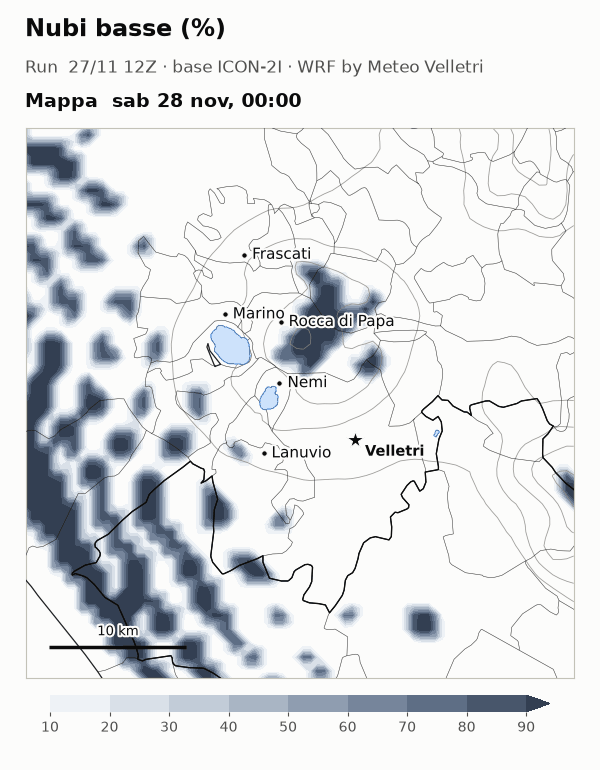 Nubi basse (%)
Run  27/11 12Z · base ICON-2I · WRF by Meteo Velletri
Mappa  sab 28 nov, 00:00
Frascati
Marino
Rocca di Papa
Nemi
Velletri
Lanuvio
10 km
10 20 30 40 50 60 70 80 90